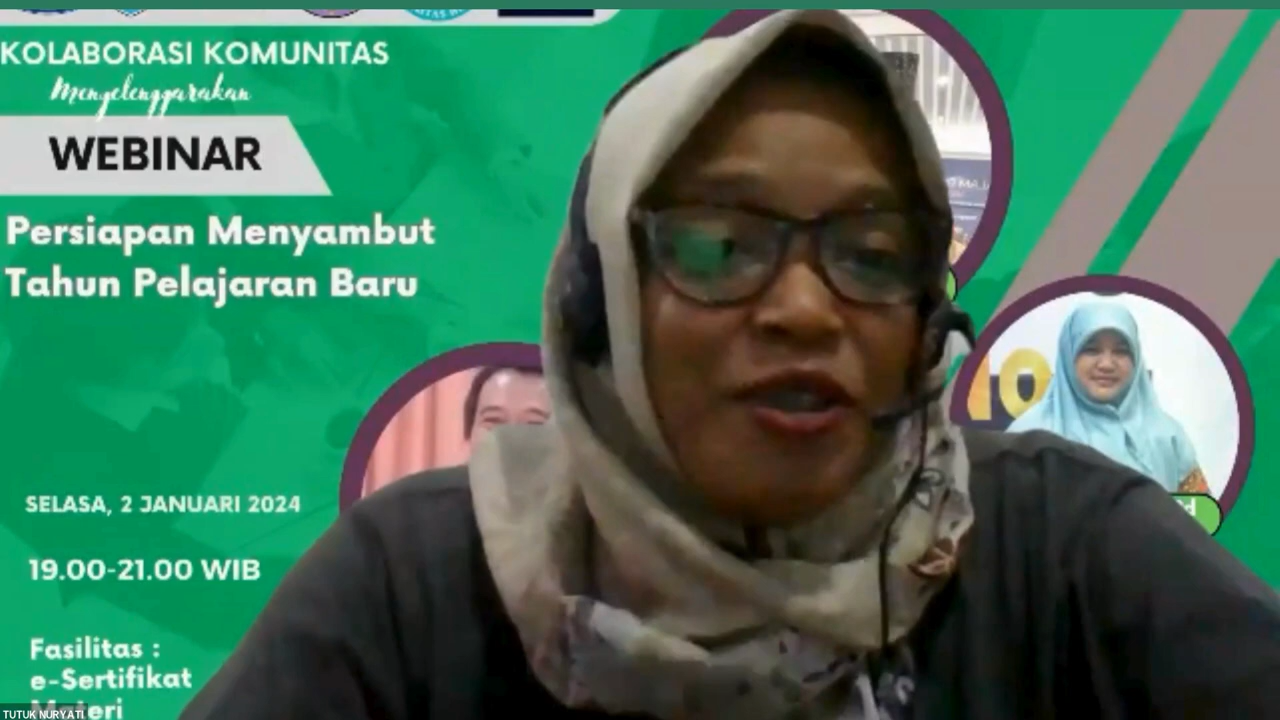 KOLABORASI KOMUNITAS
Menyelenggarakan
WEBINAR
Persiapan Menyambut
Tahun Pelajaran Baru
SELASA, 2 JANUARI 2024
19.00-21.00 WIB
Fasilitas :
e-Sertifikat
Materi
TUTUK NURYATI